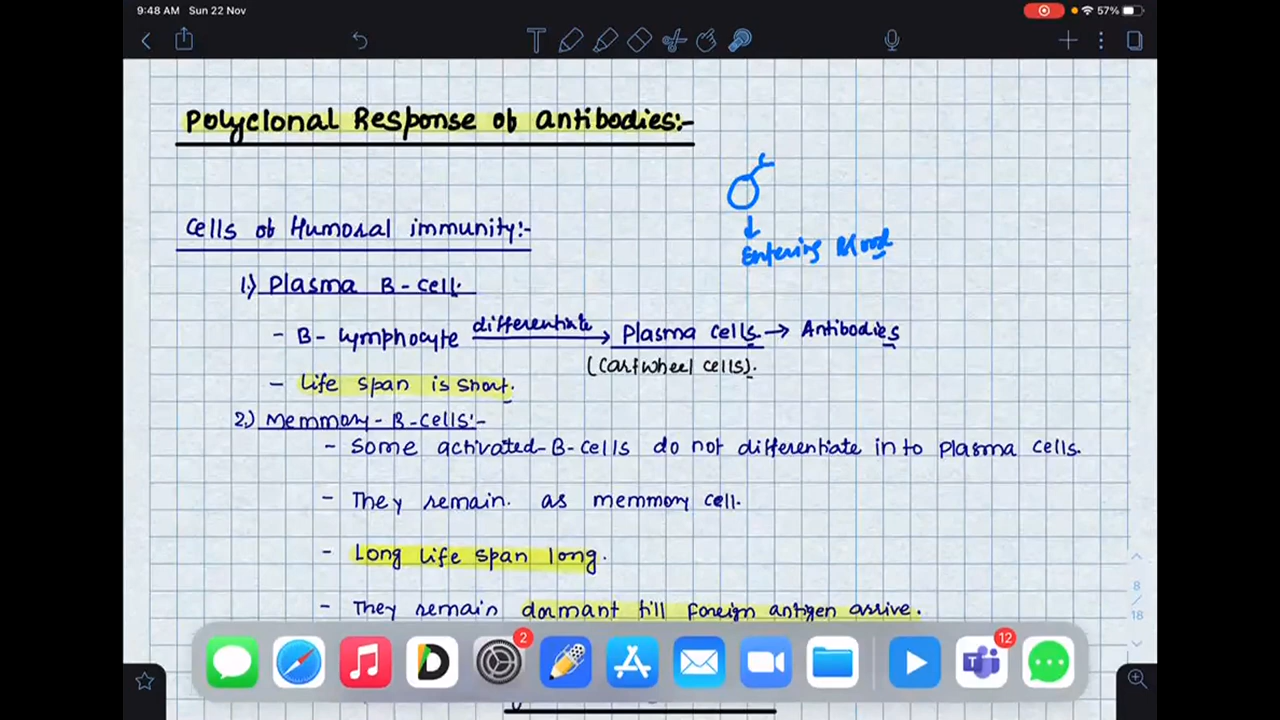 9:48 AM Sun 22 Nov
57%
Polyclonal Response of Antibodies:-
Entering Blood
Cells of Humoral immunity:-
1.) Plasma B-cell.
- B-lymphocyte differentiate Plasma cells → Antibodies
(Cartwheel cells).
- Life span is short.
2.) Memmory-B-cells:-
- Some activated-B-cells do not differentiate in to plasma cells.
- They remain. as memmory cell.
- Long life span long.
- They remain dormant till foreign antigen arrive.
8
/
18
2
12